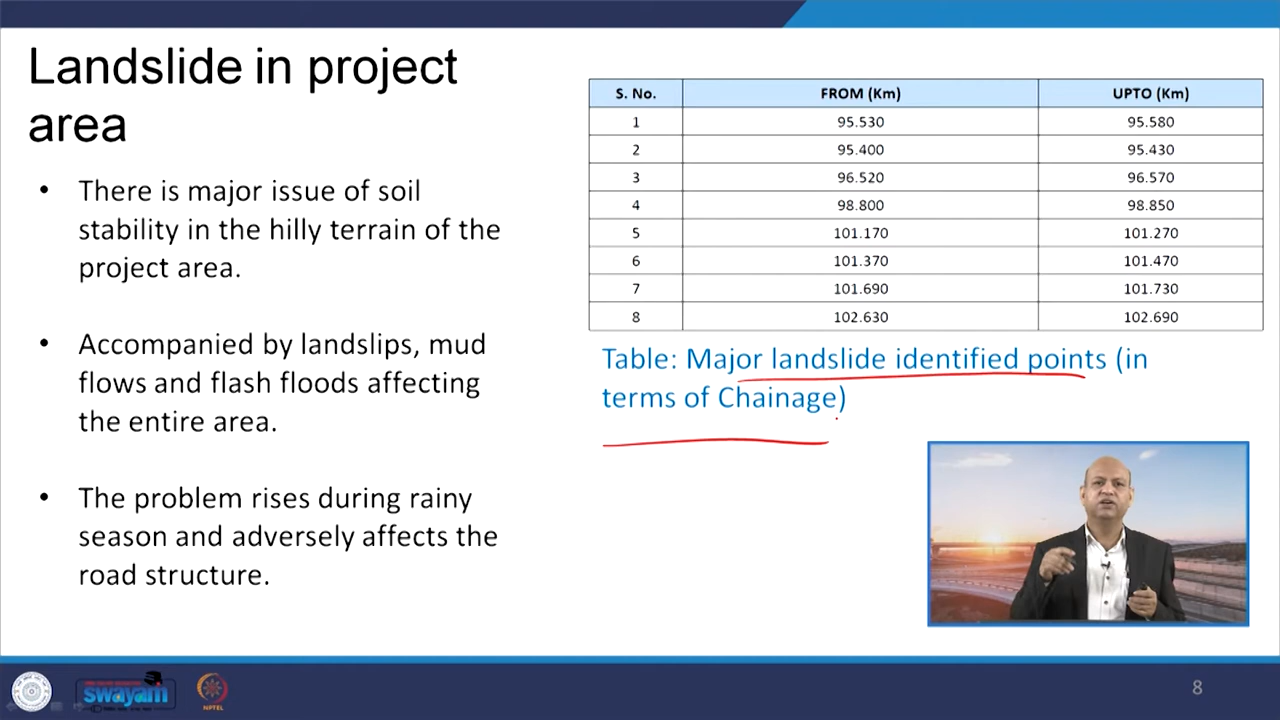 Landslide in project
area
• There is major issue of soil
stability in the hilly terrain of the
project area.
• Accompanied by landslips, mud
flows and flash floods affecting
the entire area.
• The problem rises during rainy
season and adversely affects the
road structure.
S. No. FROM (Km) UPTO (Km)
1 95.530 95.580
2 95.400 95.430
3 96.520 96.570
4 98.800 98.850
5 101.170 101.270
6 101.370 101.470
7 101.690 101.730
8 102.630 102.690
Table: Major landslide identified points (in
terms of Chainage)
swayam
NPTEL
8